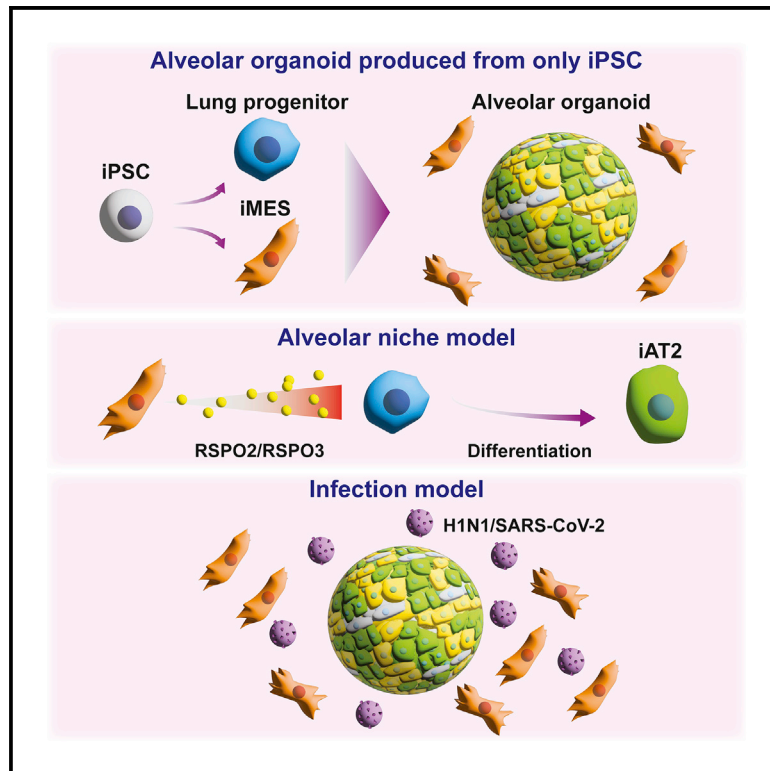 Alveolar organoid produced from only iPSC
Lung progenitor
Alveolar organoid
iPSC
iMES
Alveolar niche model
iAT2
RSPO2/RSPO3
Differentiation
Infection model
H1N1/SARS-CoV-2